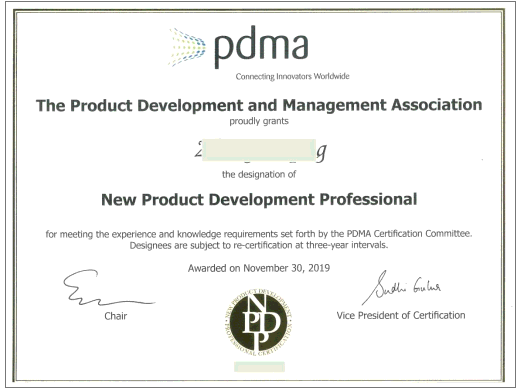 pdma
Connecting Innovators Worldwide
The Product Development and Management Association
proudly grants
the designation of
New Product Development Professional
for meeting the experience and knowledge requirements set forth by the PDMA Certification Committee.
Designees are subject to re-certification at three-year intervals.
Awarded on November 30, 2019
Chair
Vice President of Certification
NEW PRODUCT DEVELOPMENT
NPDP
PROFESSIONAL CERTIFICATION